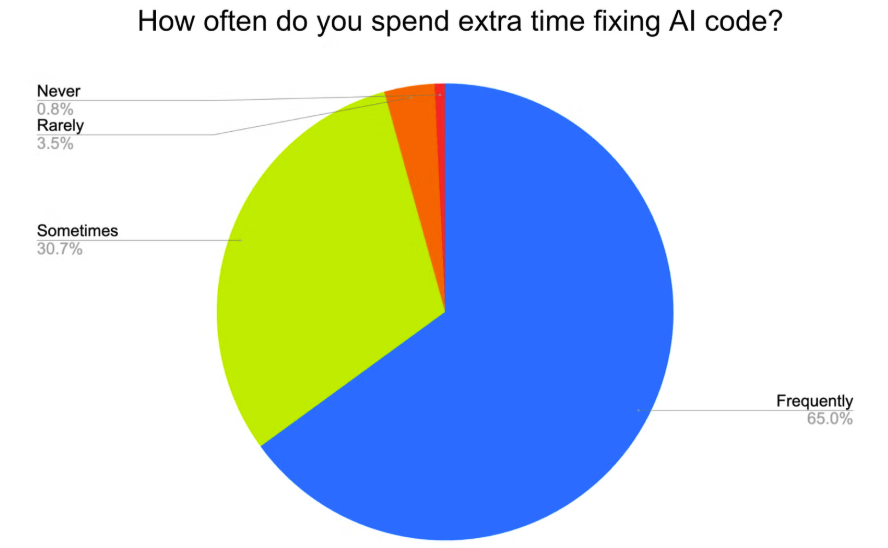 How often do you spend extra time fixing AI code?
Never
0.8%
Rarely
3.5%
Sometimes
30.7%
Frequently
65.0%